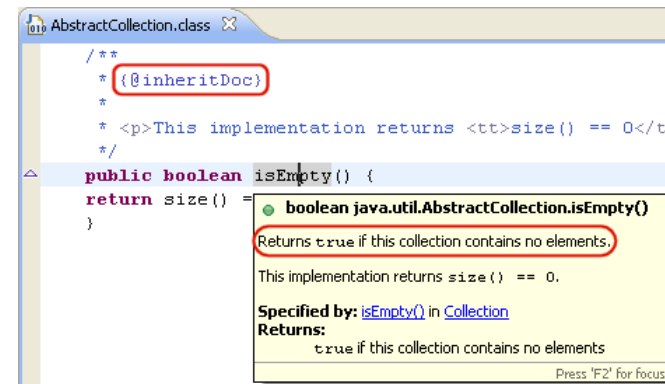 AbstractCollection.class
/**
* {@inheritDoc}
*
* <p>This implementation returns <tt>size() == 0</t
*/
public boolean isEmpty() {
return size() =
}
boolean java.util.AbstractCollection.isEmpty()
Returns true if this collection contains no elements.
This implementation returns size() == 0.
Specified by: isEmpty() in Collection
Returns:
true if this collection contains no elements
Press 'F2' for focus